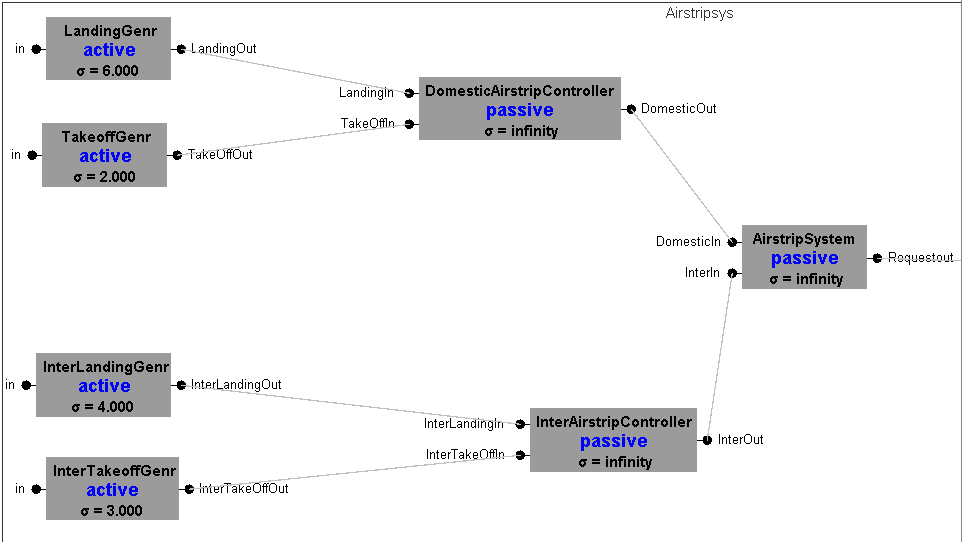 Airstripsys
LandingGenr
in
active
LandingOut
σ = 6.000
DomesticAirstripController
LandingIn
passive
DomesticOut
TakeOffIn
σ = infinity
TakeoffGenr
in
active
TakeOffOut
σ = 2.000
AirstripSystem
DomesticIn
passive
Requestout
InterIn
σ = infinity
InterLandingGenr
in
active
InterLandingOut
σ = 4.000
InterAirstripController
InterLandingIn
passive
InterOut
InterTakeOffIn
σ = infinity
InterTakeoffGenr
in
active
InterTakeOffOut
σ = 3.000